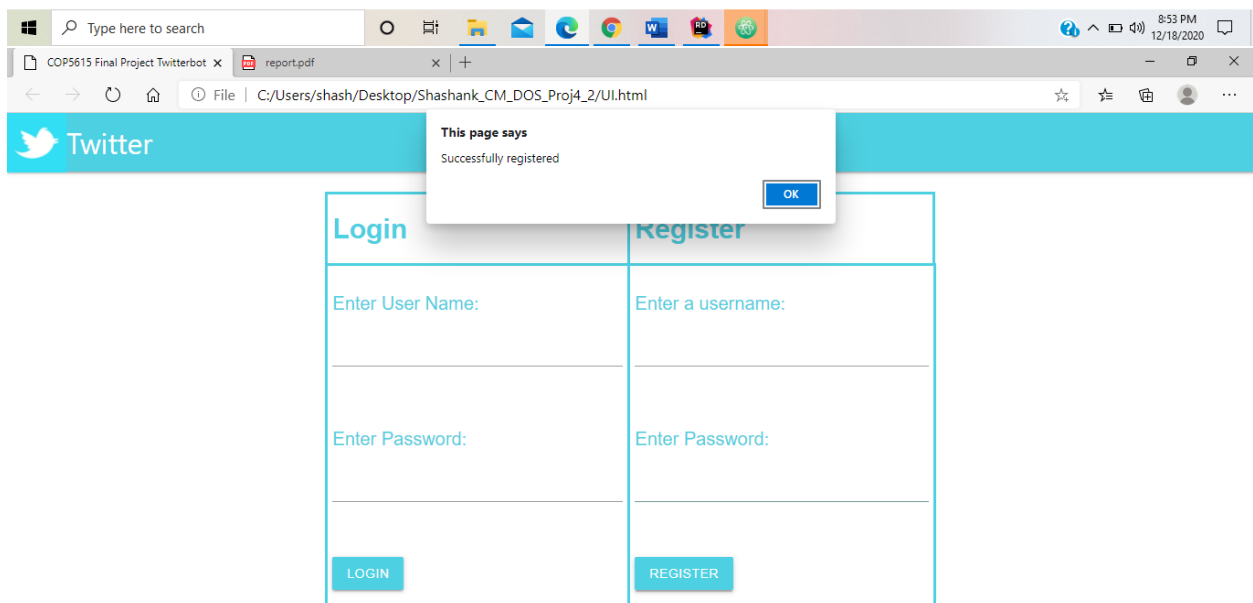 Type here to search
8:53 PM
12/18/2020
COP5615 Final Project Twitterbot
report.pdf
File | C:/Users/shash/Desktop/Shashank_CM_DOS_Proj4_2/UI.html
Twitter
This page says
Successfully registered
OK
Login
Register
Enter User Name:
Enter a username:
Enter Password:
Enter Password:
LOGIN
REGISTER